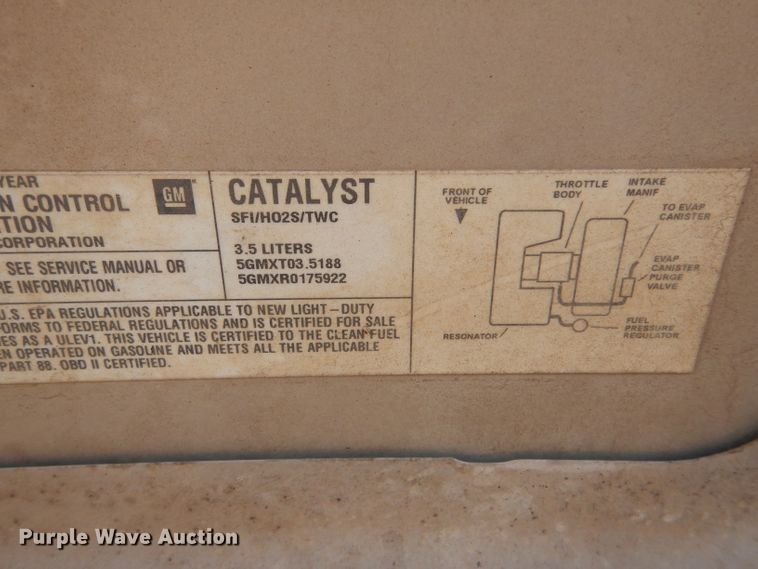 YEAR
N CONTROL
TION
CORPORATION
GM
SEE SERVICE MANUAL OR
RE INFORMATION.
U.S. EPA REGULATIONS APPLICABLE TO NEW LIGHT-DUTY
FORMS TO FEDERAL REGULATIONS AND IS CERTIFIED FOR SALE
IES AS A ULEV1. THIS VEHICLE IS CERTIFIED TO THE CLEAN FUEL
EN OPERATED ON GASOLINE AND MEETS ALL THE APPLICABLE
PART 88. OBD II CERTIFIED.
CATALYST
SFI/HO2S/TWC
3.5 LITERS
5GMXT03.5188
5GMXR0175922
FRONT OF
VEHICLE
THROTTLE
BODY
INTAKE
MANIF
TO EVAP
CANISTER
EVAP
CANISTER
PURGE
VALVE
FUEL
PRESSURE
REGULATOR
RESONATOR
Purple Wave Auction